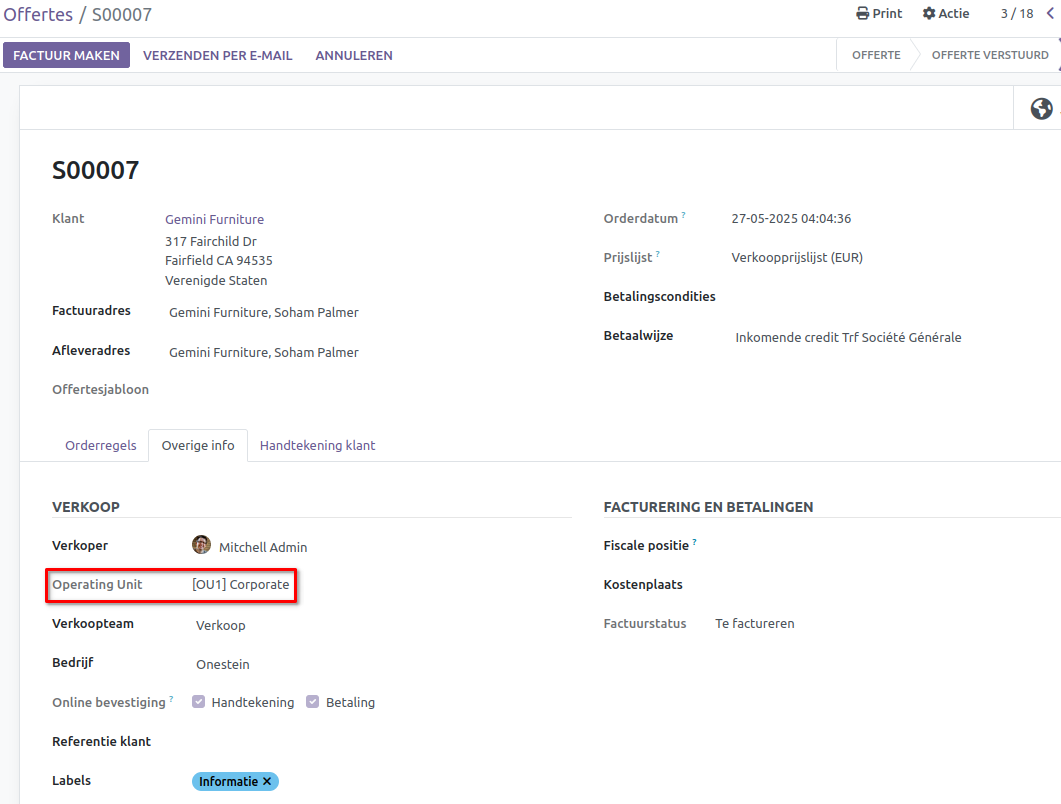 Offertes / S00007
Print Actie 3 / 18
FACTUUR MAKEN VERZENDEN PER E-MAIL ANNULEREN
OFFERTE OFFERTE VERSTUURD
S00007
Klant Gemini Furniture
317 Fairchild Dr
Fairfield CA 94535
Verenigde Staten
Factuuradres Gemini Furniture, Soham Palmer
Afleveradres Gemini Furniture, Soham Palmer
Offertesjabloon
Orderdatum ? 27-05-2025 04:04:36
Prijslijst ? Verkoopprijslijst (EUR)
Betalingscondities
Betaalwijze Inkomende credit Trf Société Générale
Orderregels Overige info Handtekening klant
VERKOOP
Verkoper Mitchell Admin
Operating Unit [OU1] Corporate
Verkoopteam Verkoop
Bedrijf Onestein
Online bevestiging ? Handtekening Betaling
Referentie klant
Labels Informatie ✕
FACTURERING EN BETALINGEN
Fiscale positie ?
Kostenplaats
Factuurstatus Te factureren